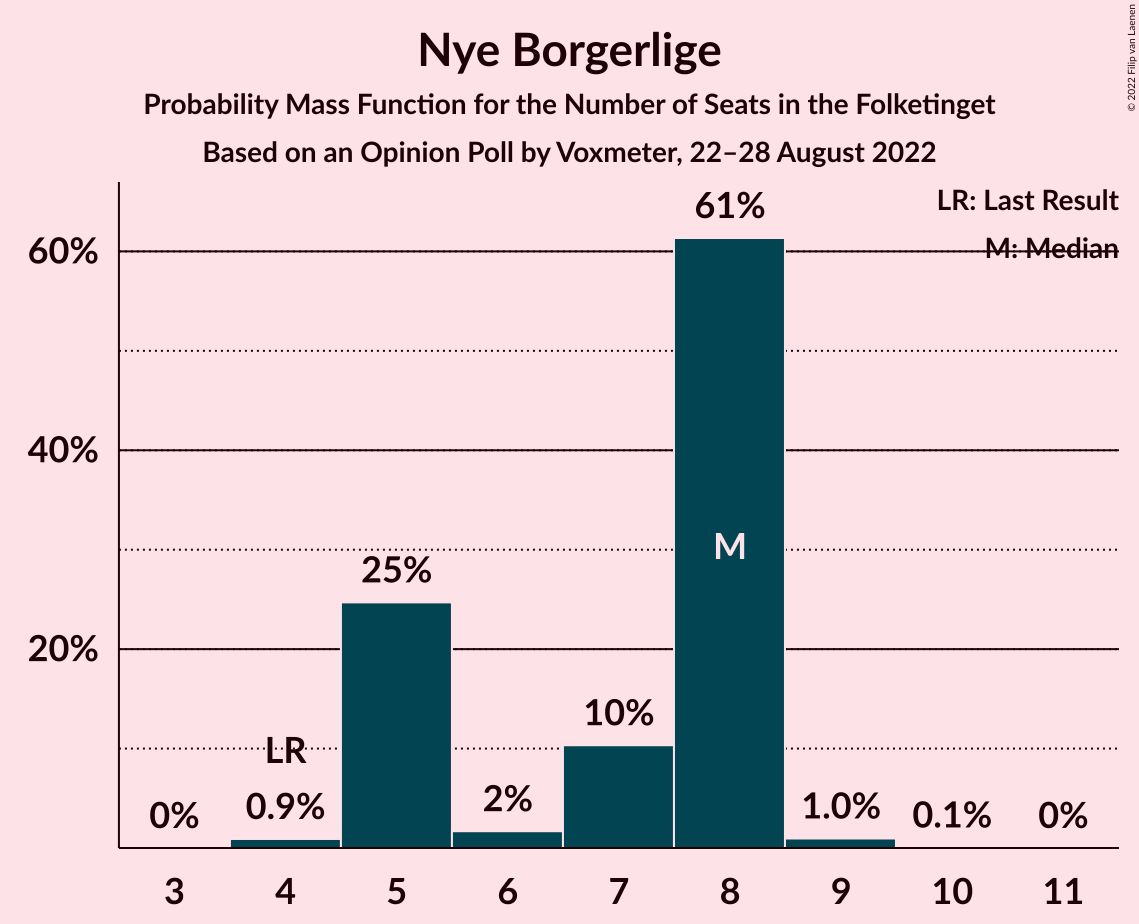 Nye Borgerlige
Probability Mass Function for the Number of Seats in the Folketinget
Based on an Opinion Poll by Voxmeter, 22–28 August 2022
© 2022 Filip van Laenen
LR: Last Result
M: Median
60%
40%
20%
0%
LR
0.9%
25%
2%
10%
61%
M
1.0%
0.1%
0%
3 4 5 6 7 8 9 10 11